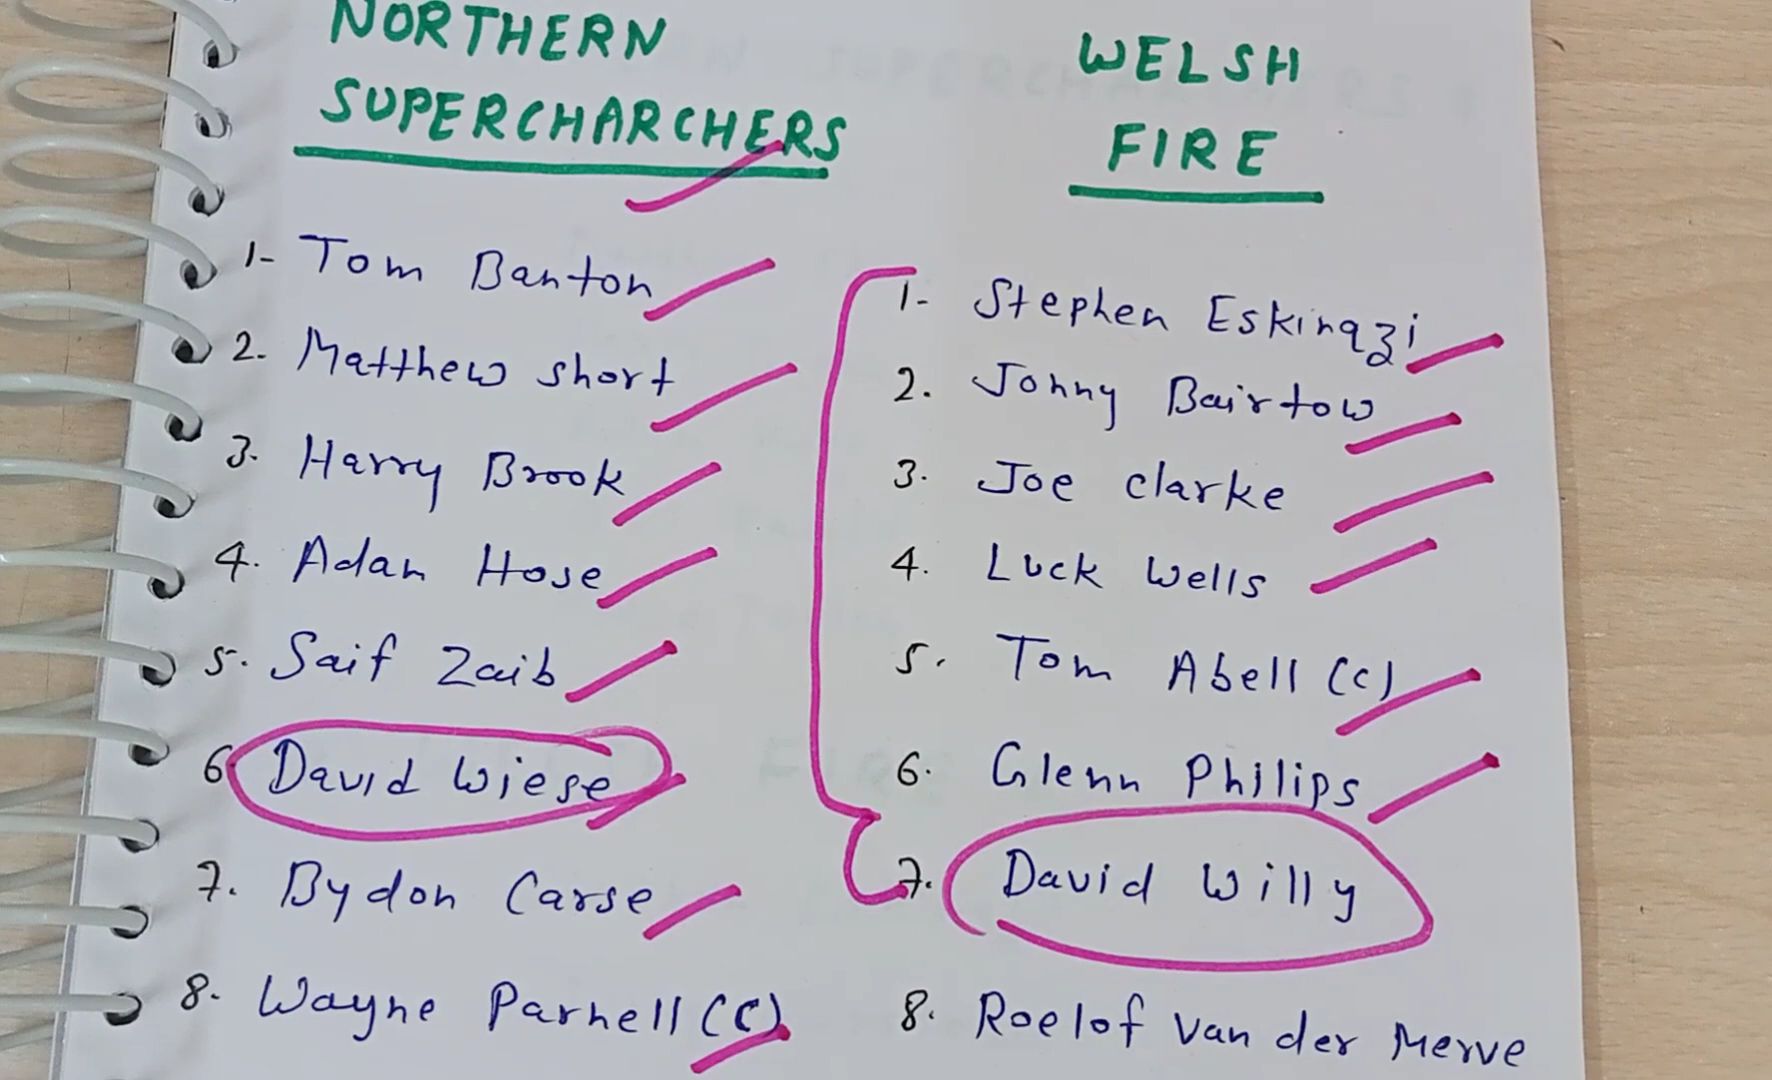 NORTHERN
SUPERCHARCHERS
1- Tom Banton
2. Matthew short
3. Harry Brook
4. Adam Hose
5. Saif Zaib
6 David Wiese
7. Bydon Carse
8. Wayne Parnell (C)
WELSH
FIRE
1- Stephen Eskinazi
2. Johny Bairtow
3. Joe clarke
4. Luck Wells
5. Tom Abell (C)
6. Glenn Philips
7. David Willy
8. Roelof van der Merve